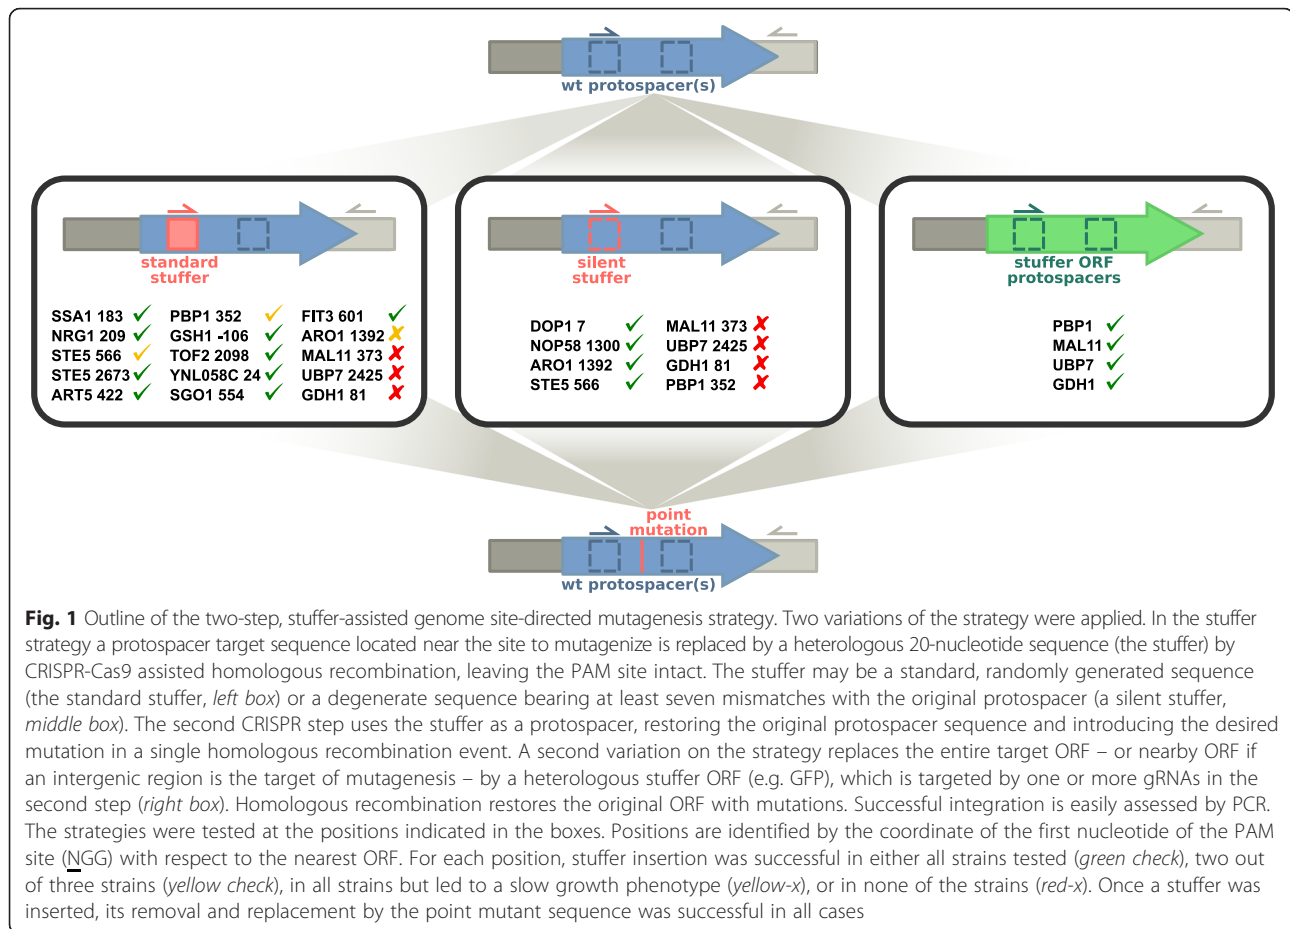 wt protospacer(s)
standard
stuffer
SSA1 183 ✓ PBP1 352 ✓ FIT3 601 ✓
NRG1 209 ✓ GSH1 -106 ✓ ARO1 1392 ✘
STE5 566 ✓ TOF2 2098 ✓ MAL11 373 ✘
STE5 2673 ✓ YNL058C 24 ✓ UBP7 2425 ✘
ART5 422 ✓ SGO1 554 ✓ GDH1 81 ✘
silent
stuffer
DOP1 7 ✓ MAL11 373 ✘
NOP58 1300 ✓ UBP7 2425 ✘
ARO1 1392 ✓ GDH1 81 ✘
STE5 566 ✓ PBP1 352 ✘
stuffer ORF
protospacers
PBP1 ✓
MAL11 ✓
UBP7 ✓
GDH1 ✓
point
mutation
wt protospacer(s)
Fig. 1 Outline of the two-step, stuffer-assisted genome site-directed mutagenesis strategy. Two variations of the strategy were applied. In the stuffer
strategy a protospacer target sequence located near the site to mutagenize is replaced by a heterologous 20-nucleotide sequence (the stuffer) by
CRISPR-Cas9 assisted homologous recombination, leaving the PAM site intact. The stuffer may be a standard, randomly generated sequence
(the standard stuffer, left box) or a degenerate sequence bearing at least seven mismatches with the original protospacer (a silent stuffer,
middle box). The second CRISPR step uses the stuffer as a protospacer, restoring the original protospacer sequence and introducing the desired
mutation in a single homologous recombination event. A second variation on the strategy replaces the entire target ORF – or nearby ORF if
an intergenic region is the target of mutagenesis – by a heterologous stuffer ORF (e.g. GFP), which is targeted by one or more gRNAs in the
second step (right box). Homologous recombination restores the original ORF with mutations. Successful integration is easily assessed by PCR.
The strategies were tested at the positions indicated in the boxes. Positions are identified by the coordinate of the first nucleotide of the PAM
site (NGG) with respect to the nearest ORF. For each position, stuffer insertion was successful in either all strains tested (green check), two out
of three strains (yellow check), in all strains but led to a slow growth phenotype (yellow-x), or in none of the strains (red-x). Once a stuffer was
inserted, its removal and replacement by the point mutant sequence was successful in all cases